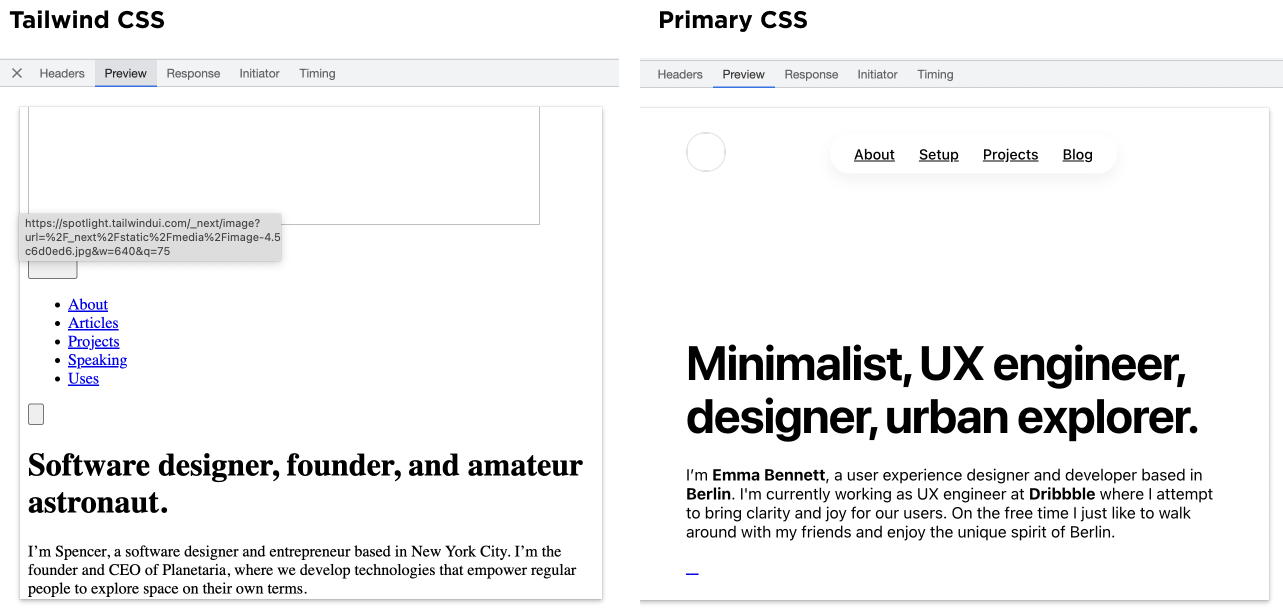 Tailwind CSS
Headers Preview Response Initiator Timing
https://spotlight.tailwindui.com/_next/image?
url=%2F_next%2Fstatic%2Fmedia%2Fimage-4.5
c6d0ed6.jpg&w=640&q=75
About
Articles
Projects
Speaking
Uses
Software designer, founder, and amateur
astronaut.
I’m Spencer, a software designer and entrepreneur based in New York City. I’m the
founder and CEO of Planetaria, where we develop technologies that empower regular
people to explore space on their own terms.
Primary CSS
Headers Preview Response Initiator Timing
About Setup Projects Blog
Minimalist, UX engineer,
designer, urban explorer.
I’m Emma Bennett, a user experience designer and developer based in
Berlin. I'm currently working as UX engineer at Dribbble where I attempt
to bring clarity and joy for our users. On the free time I just like to walk
around with my friends and enjoy the unique spirit of Berlin.